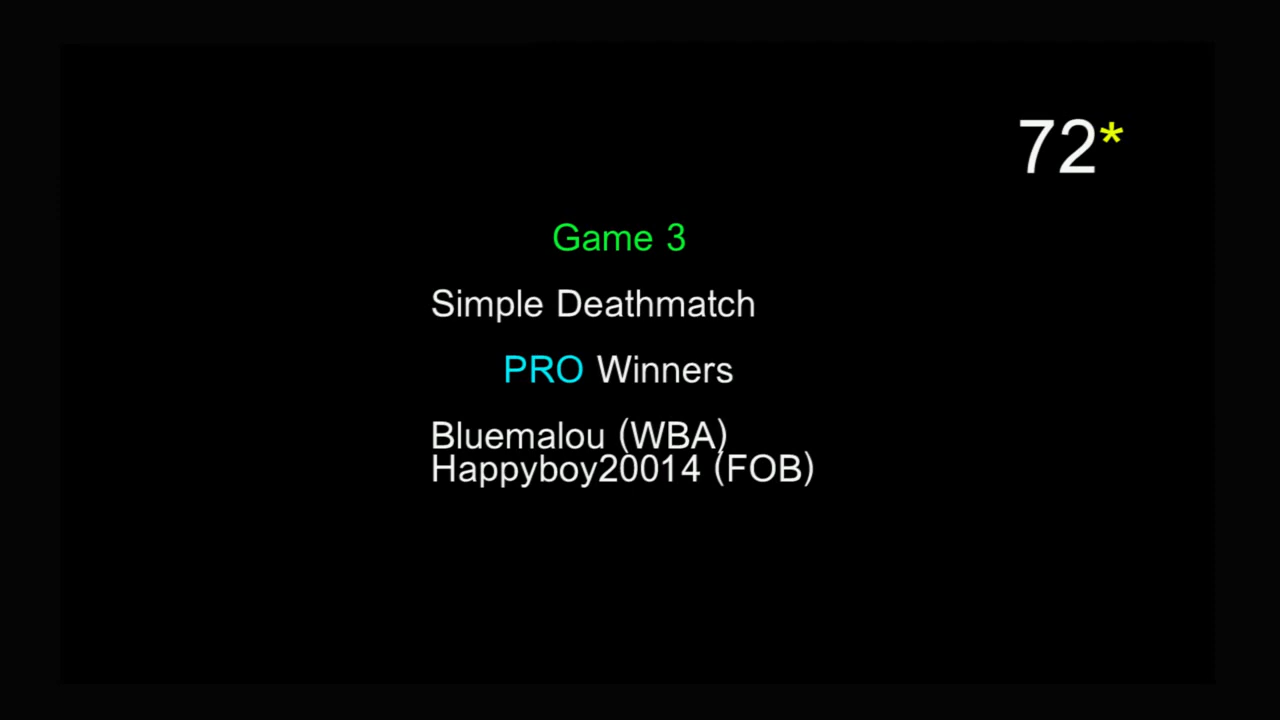 72*
Game 3
Simple Deathmatch
PRO Winners
Bluemalou (WBA)
Happyboy20014 (FOB)